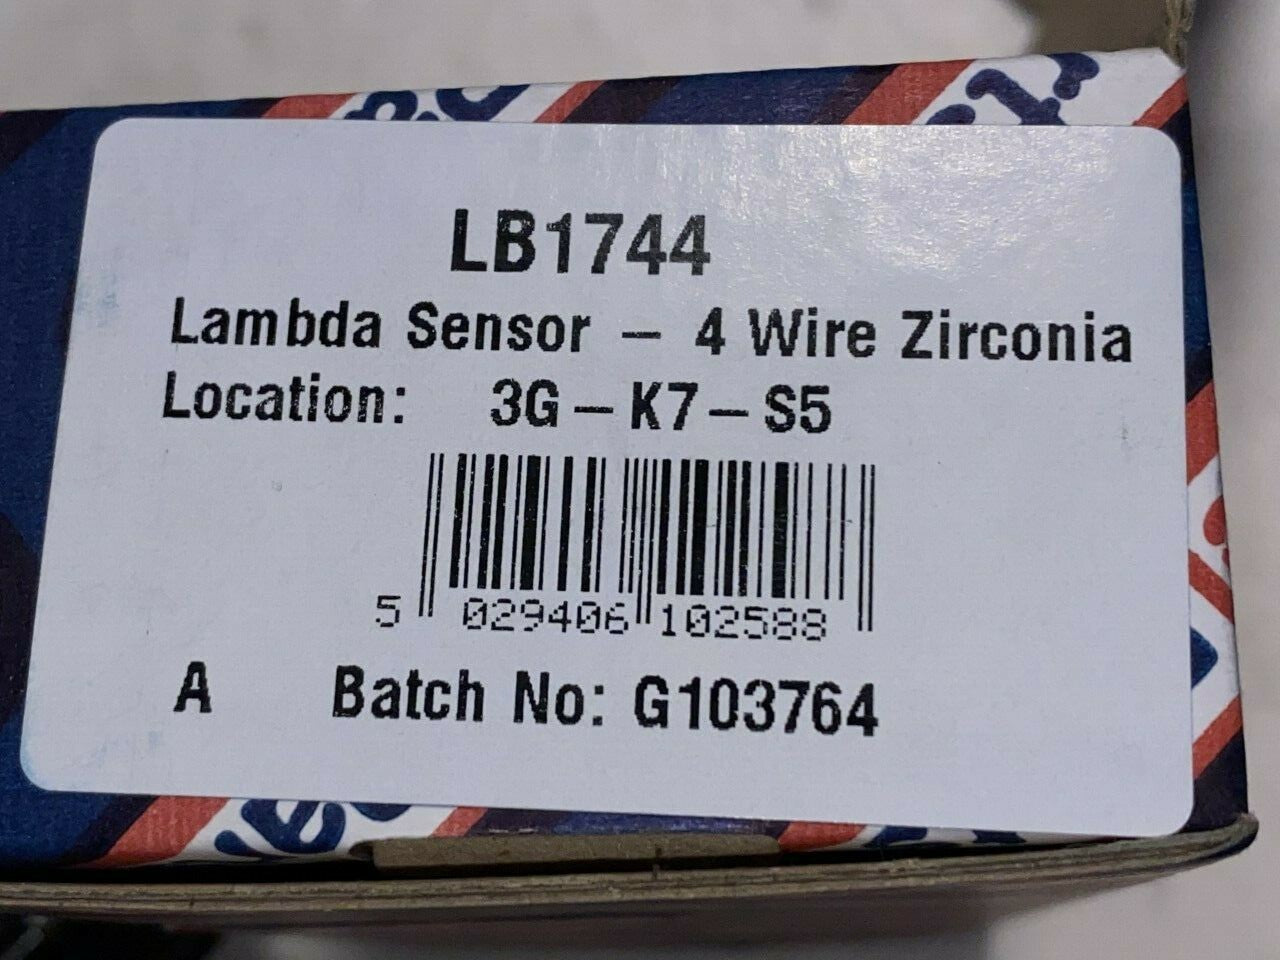 LB1744
Lambda Sensor - 4 Wire Zirconia
Location: 3G-K7-S5
5 029406 102588
A Batch No: G103764